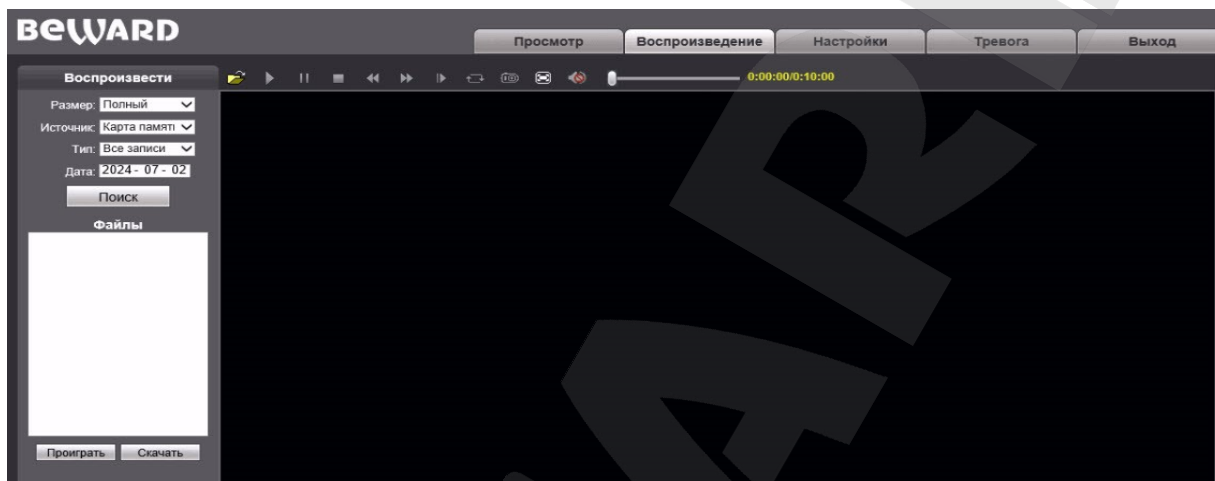 BEWARD
Просмотр Воспроизведение Настройки Тревога Выход
Воспроизвести 0:00:00/0:10:00
Размер: Полный
Источник: Карта памяти
Тип: Все записи
Дата: 2024 - 07 - 02
Поиск
Файлы
Проиграть Скачать